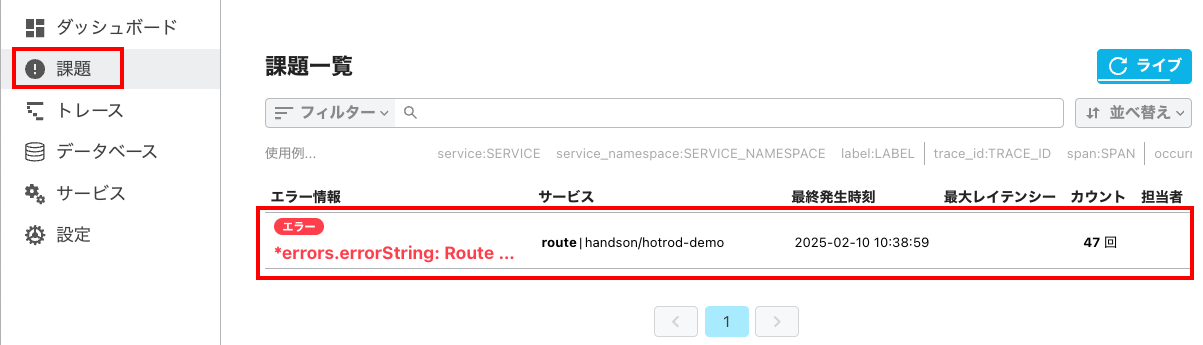 ダッシュボード
課題
トレース
データベース
サービス
設定
課題一覧
ライブ
フィルター
並べ替え
使用例... service:SERVICE service_namespace:SERVICE_NAMESPACE label:LABEL trace_id:TRACE_ID span:SPAN occurr
エラー情報 サービス 最終発生時刻 最大レイテンシー カウント 担当者
エラー
*errors.errorString: Route ... route | handson/hotrod-demo 2025-02-10 10:38:59 47 回
1